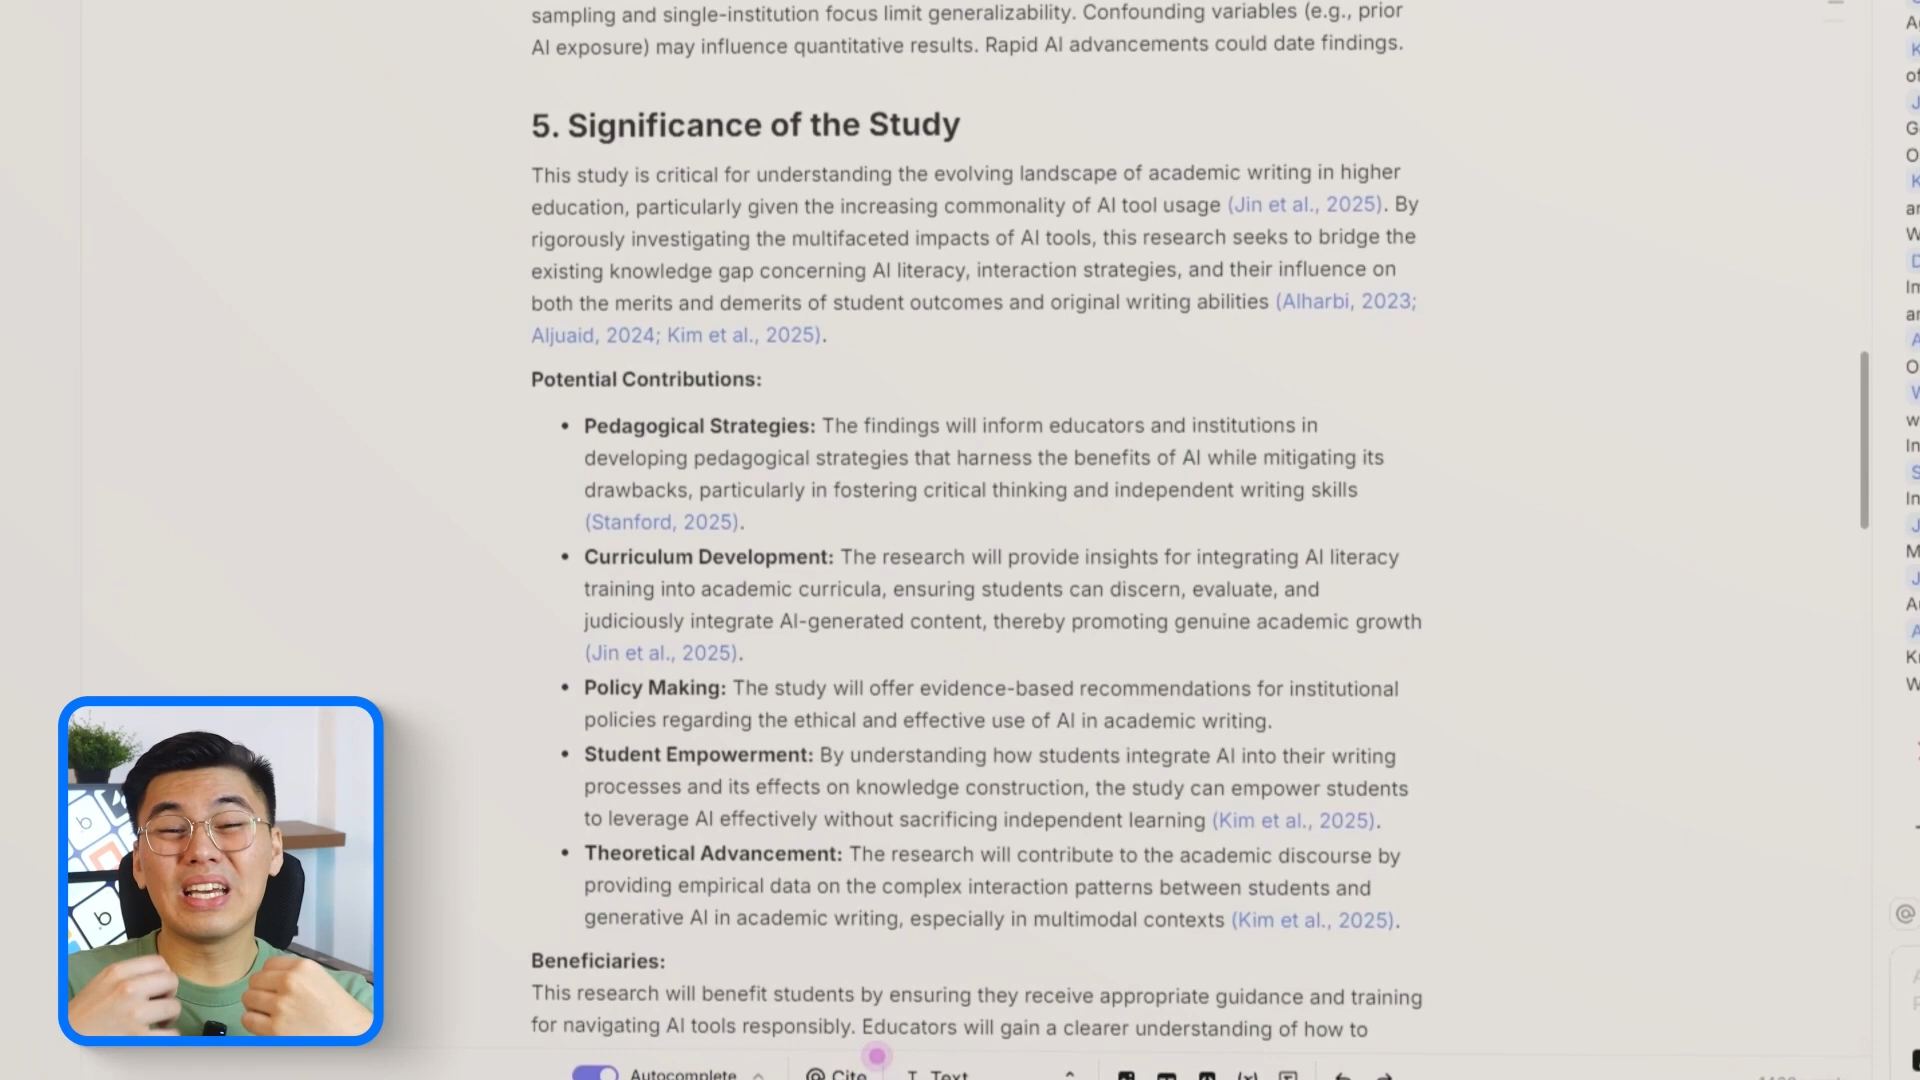 sampling and single-institution focus limit generalizability. Confounding variables (e.g., prior
AI exposure) may influence quantitative results. Rapid AI advancements could date findings.
5. Significance of the Study
This study is critical for understanding the evolving landscape of academic writing in higher
education, particularly given the increasing commonality of AI tool usage (Jin et al., 2025). By
rigorously investigating the multifaceted impacts of AI tools, this research seeks to bridge the
existing knowledge gap concerning AI literacy, interaction strategies, and their influence on
both the merits and demerits of student outcomes and original writing abilities (Alharbi, 2023;
Aljuaid, 2024; Kim et al., 2025).
Potential Contributions:
• Pedagogical Strategies: The findings will inform educators and institutions in
developing pedagogical strategies that harness the benefits of AI while mitigating its
drawbacks, particularly in fostering critical thinking and independent writing skills
(Stanford, 2025).
• Curriculum Development: The research will provide insights for integrating AI literacy
training into academic curricula, ensuring students can discern, evaluate, and
judiciously integrate AI-generated content, thereby promoting genuine academic growth
(Jin et al., 2025).
• Policy Making: The study will offer evidence-based recommendations for institutional
policies regarding the ethical and effective use of AI in academic writing.
• Student Empowerment: By understanding how students integrate AI into their writing
processes and its effects on knowledge construction, the study can empower students
to leverage AI effectively without sacrificing independent learning (Kim et al., 2025).
• Theoretical Advancement: The research will contribute to the academic discourse by
providing empirical data on the complex interaction patterns between students and
generative AI in academic writing, especially in multimodal contexts (Kim et al., 2025).
Beneficiaries:
This research will benefit students by ensuring they receive appropriate guidance and training
for navigating AI tools responsibly. Educators will gain a clearer understanding of how to
Autocomplete @ Cite T Text